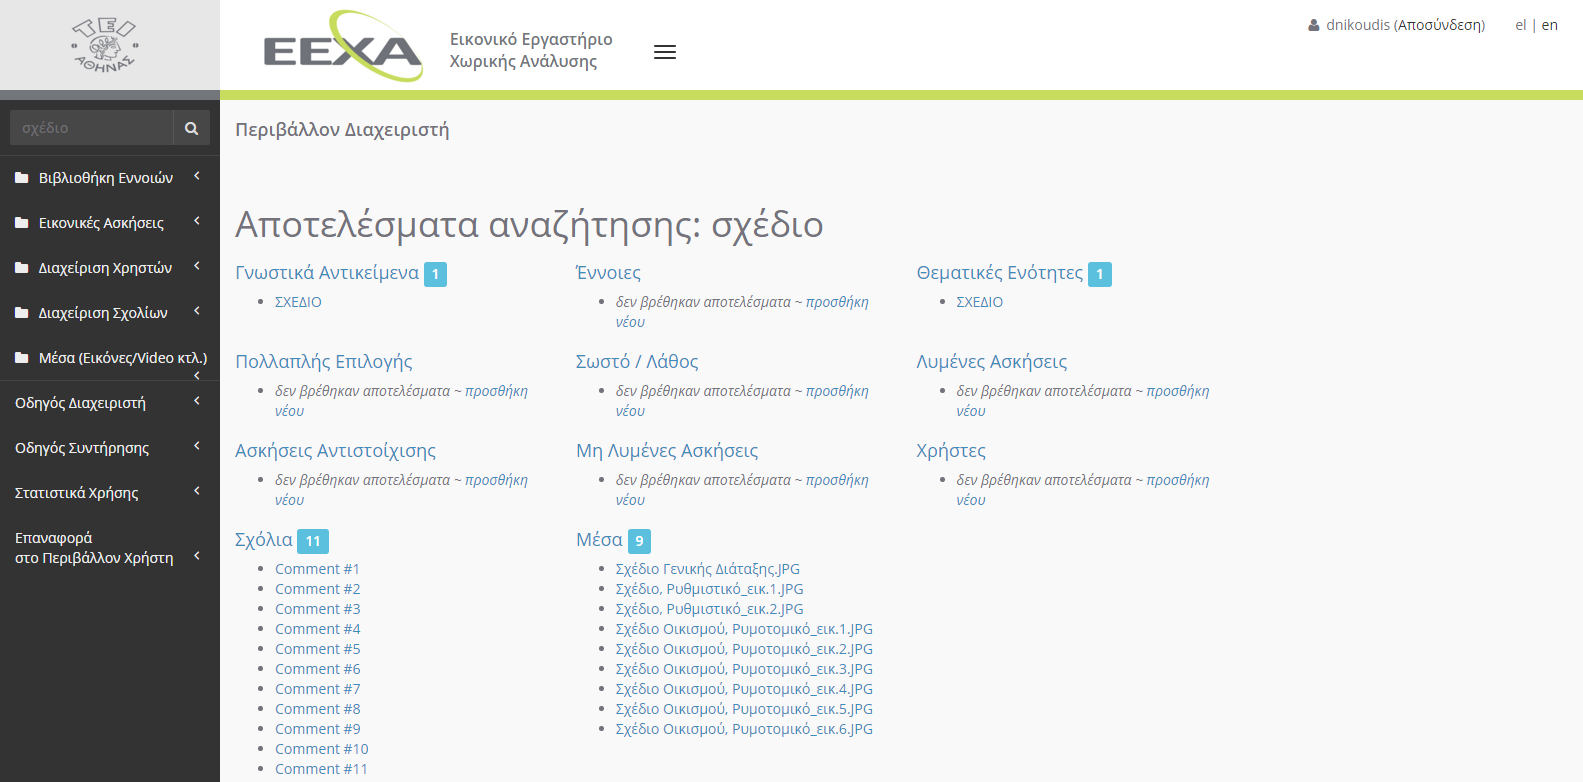 ΤΕΙ
ΑΘΗΝΑΣ
EEXA
Εικονικό Εργαστήριο
Χωρικής Ανάλυσης
dnikoudis (Αποσύνδεση)
el | en
σχέδιο
Βιβλιοθήκη Εννοιών
Εικονικές Ασκήσεις
Διαχείριση Χρηστών
Διαχείριση Σχολίων
Μέσα (Εικόνες/Video κτλ.)
Οδηγός Διαχειριστή
Οδηγός Συντήρησης
Στατιστικά Χρήσης
Επαναφορά
στο Περιβάλλον Χρήστη
Περιβάλλον Διαχειριστή
Αποτελέσματα αναζήτησης: σχέδιο
Γνωστικά Αντικείμενα 1
ΣΧΕΔΙΟ
Έννοιες
δεν βρέθηκαν αποτελέσματα ~ προσθήκη
νέου
Θεματικές Ενότητες 1
ΣΧΕΔΙΟ
Πολλαπλής Επιλογής
δεν βρέθηκαν αποτελέσματα ~ προσθήκη
νέου
Σωστό / Λάθος
δεν βρέθηκαν αποτελέσματα ~ προσθήκη
νέου
Λυμένες Ασκήσεις
δεν βρέθηκαν αποτελέσματα ~ προσθήκη
νέου
Ασκήσεις Αντιστοίχισης
δεν βρέθηκαν αποτελέσματα ~ προσθήκη
νέου
Μη Λυμένες Ασκήσεις
δεν βρέθηκαν αποτελέσματα ~ προσθήκη
νέου
Χρήστες
δεν βρέθηκαν αποτελέσματα ~ προσθήκη
νέου
Σχόλια 11
Comment #1
Comment #2
Comment #3
Comment #4
Comment #5
Comment #6
Comment #7
Comment #8
Comment #9
Comment #10
Comment #11
Μέσα 9
Σχέδιο Γενικής Διάταξης.JPG
Σχέδιο, Ρυθμιστικό_εικ.1.JPG
Σχέδιο, Ρυθμιστικό_εικ.2.JPG
Σχέδιο Οικισμού, Ρυμοτομικό_εικ.1.JPG
Σχέδιο Οικισμού, Ρυμοτομικό_εικ.2.JPG
Σχέδιο Οικισμού, Ρυμοτομικό_εικ.3.JPG
Σχέδιο Οικισμού, Ρυμοτομικό_εικ.4.JPG
Σχέδιο Οικισμού, Ρυμοτομικό_εικ.5.JPG
Σχέδιο Οικισμού, Ρυμοτομικό_εικ.6.JPG